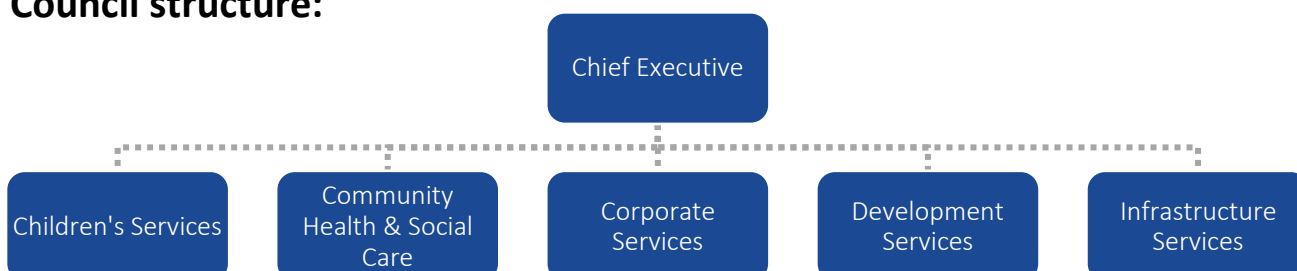 Council structure:
Chief Executive
Children's Services
Community
Health & Social
Care
Corporate
Services
Development
Services
Infrastructure
Services